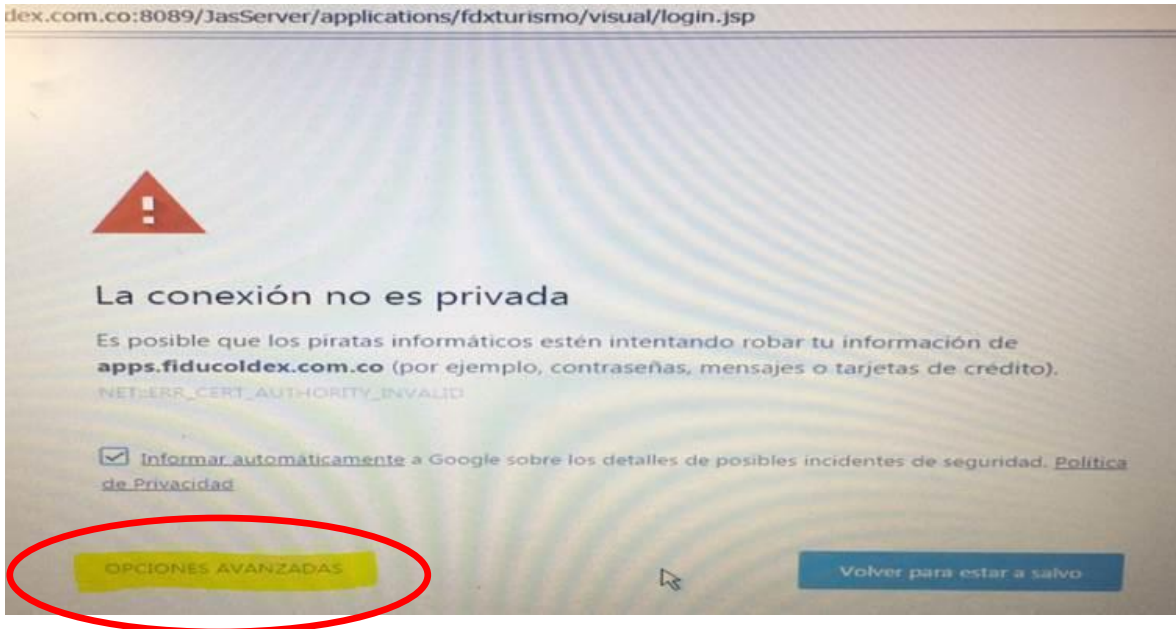 dex.com.co:8089/JasServer/applications/fdxturismo/visual/login.jsp
!
La conexión no es privada
Es posible que los piratas informáticos estén intentando robar tu información de
apps.fiducoldex.com.co (por ejemplo, contraseñas, mensajes o tarjetas de crédito).
NET::ERR_CERT_AUTHORITY_INVALID
Informar automáticamente a Google sobre los detalles de posibles incidentes de seguridad. Política
de Privacidad
OPCIONES AVANZADAS
Volver para estar a salvo